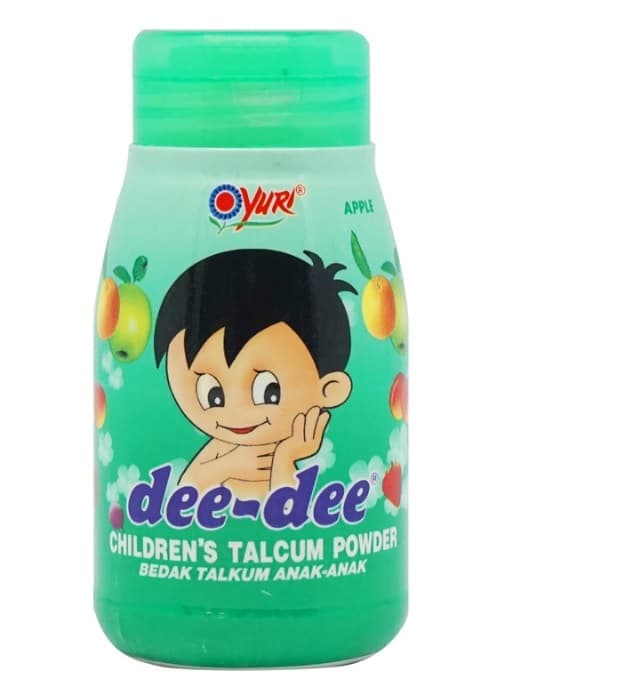 YURI®
APPLE
dee-dee®
CHILDREN'S TALCUM POWDER
BEDAK TALKUM ANAK-ANAK